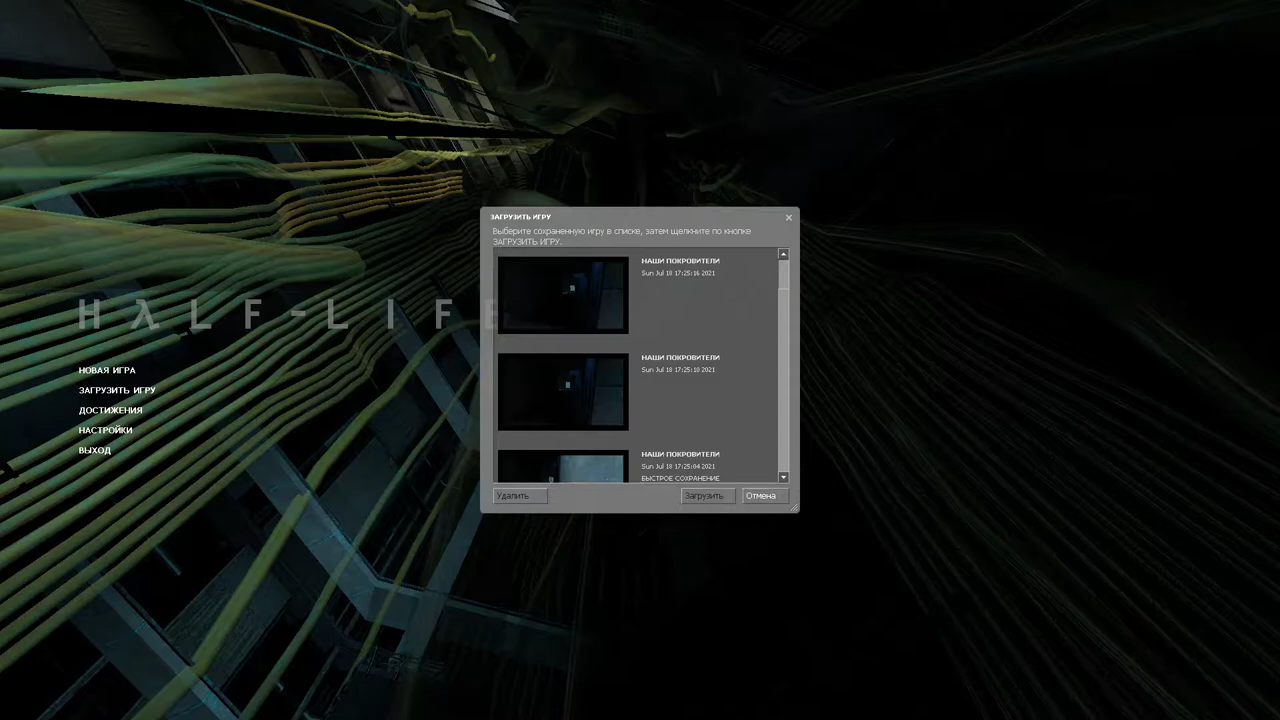 HλLF-LIFE
НОВАЯ ИГРА
ЗАГРУЗИТЬ ИГРУ
ДОСТИЖЕНИЯ
НАСТРОЙКИ
ВЫХОД
ЗАГРУЗИТЬ ИГРУ
Выберите сохраненную игру в списке, затем щелкните по кнопке
ЗАГРУЗИТЬ ИГРУ.
НАШИ ПОКРОВИТЕЛИ
Sun Jul 18 17:25:16 2021
НАШИ ПОКРОВИТЕЛИ
Sun Jul 18 17:25:10 2021
НАШИ ПОКРОВИТЕЛИ
Sun Jul 18 17:25:04 2021
БЫСТРОЕ СОХРАНЕНИЕ
Удалить
Загрузить
Отмена